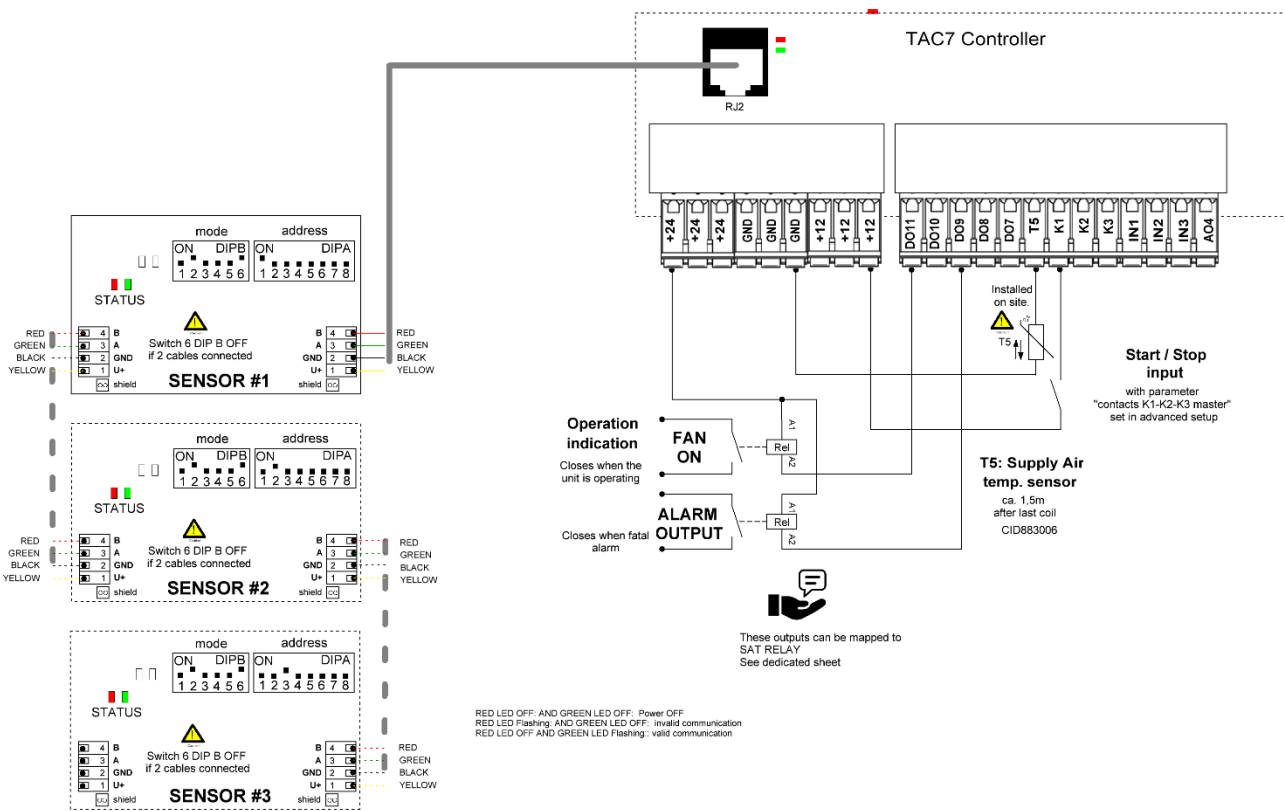 TAC7 Controller
RJ2
+24
+24
+24
GND
GND
GND
+12
+12
+12
DO11
DO10
DO9
DO8
DO7
T5
K1
K2
K3
IN1
IN2
IN3
AO4
mode address
ON DIPB ON DIPA
1 2 3 4 5 6 1 2 3 4 5 6 7 8
STATUS
Switch 6 DIP B OFF
if 2 cables connected
RED 4 B B 4 RED
GREEN 3 A A 3 GREEN
BLACK 2 GND GND 2 BLACK
YELLOW 1 U+ U+ 1 YELLOW
shield SENSOR #1 shield
mode address
ON DIPB ON DIPA
1 2 3 4 5 6 1 2 3 4 5 6 7 8
STATUS
Switch 6 DIP B OFF
if 2 cables connected
RED 4 B B 4 RED
GREEN 3 A A 3 GREEN
BLACK 2 GND GND 2 BLACK
YELLOW 1 U+ U+ 1 YELLOW
shield SENSOR #2 shield
mode address
ON DIPB ON DIPA
1 2 3 4 5 6 1 2 3 4 5 6 7 8
STATUS
Switch 6 DIP B OFF
if 2 cables connected
4 B B 4 RED
3 A A 3 GREEN
2 GND GND 2 BLACK
1 U+ U+ 1 YELLOW
shield SENSOR #3 shield
Installed
on site.
T5
Start / Stop
input
with parameter
"contacts K1-K2-K3 master"
set in advanced setup
Operation
indication
Closes when the
unit is operating
FAN
ON
A1
Rel
A2
ALARM
OUTPUT
Closes when fatal
alarm
A1
Rel
A2
T5: Supply Air
temp. sensor
ca. 1,5m
after last coil
CID883006
These outputs can be mapped to
SAT RELAY
See dedicated sheet
RED LED OFF: AND GREEN LED OFF: Power OFF
RED LED Flashing: AND GREEN LED OFF: invalid communication
RED LED OFF AND GREEN LED Flashing:: valid communication